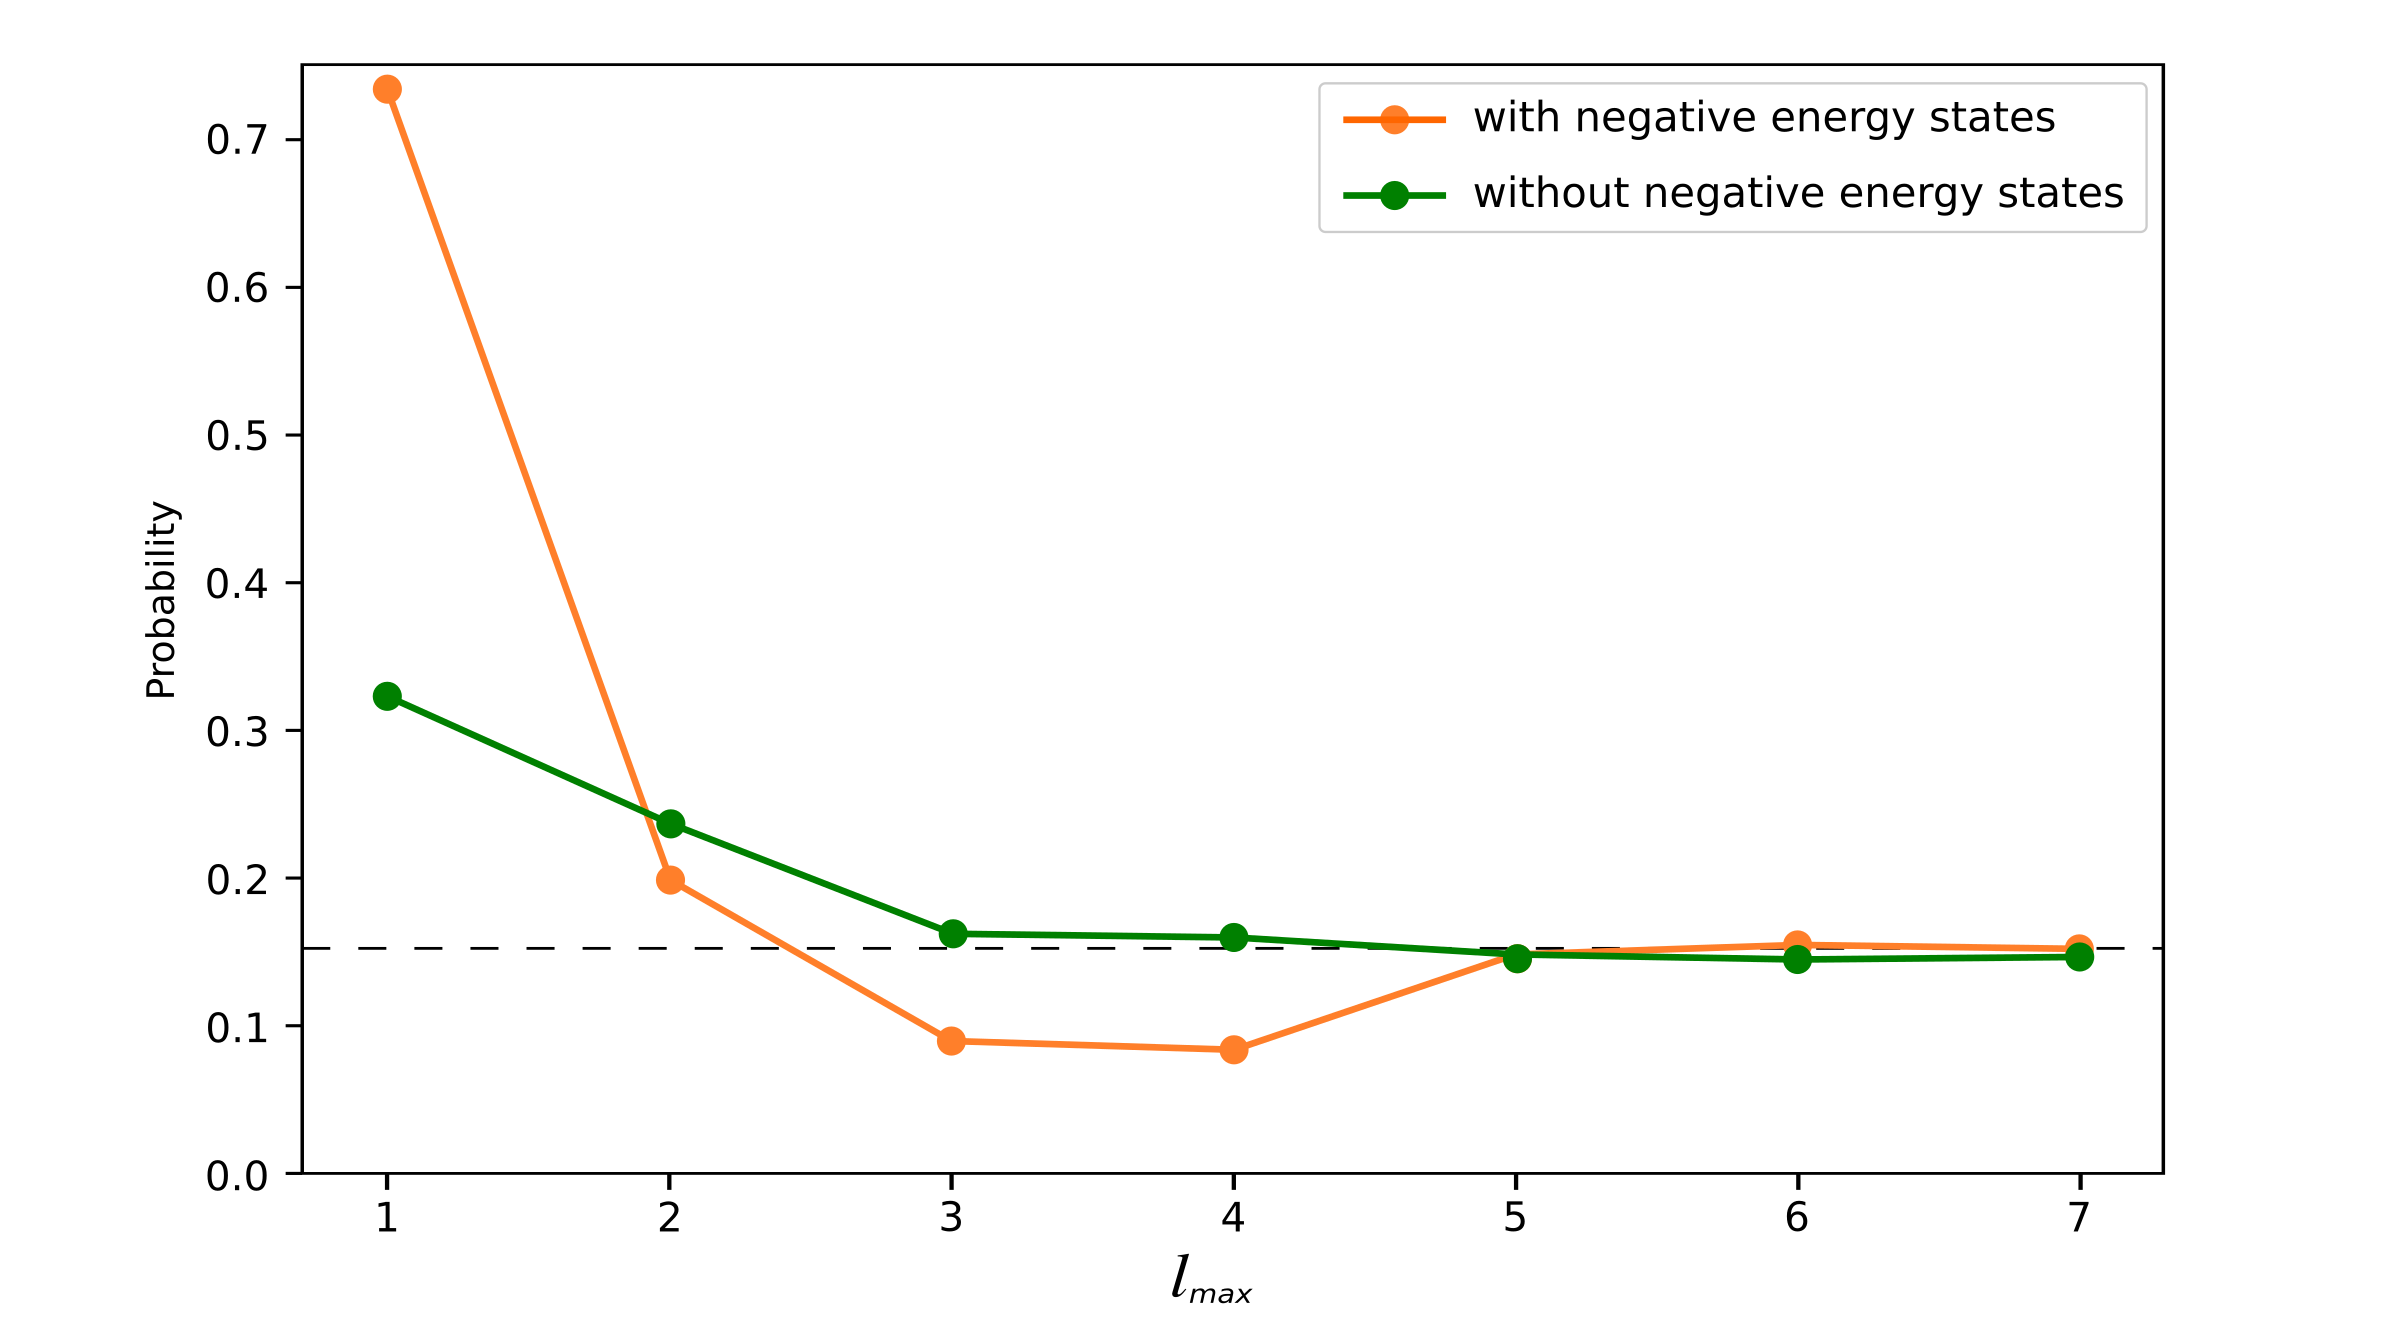 with negative energy states
without negative energy states
0.7
0.6
0.5
0.4
0.3
0.2
0.1
0.0
Probability
1 2 3 4 5 6 7
l_max